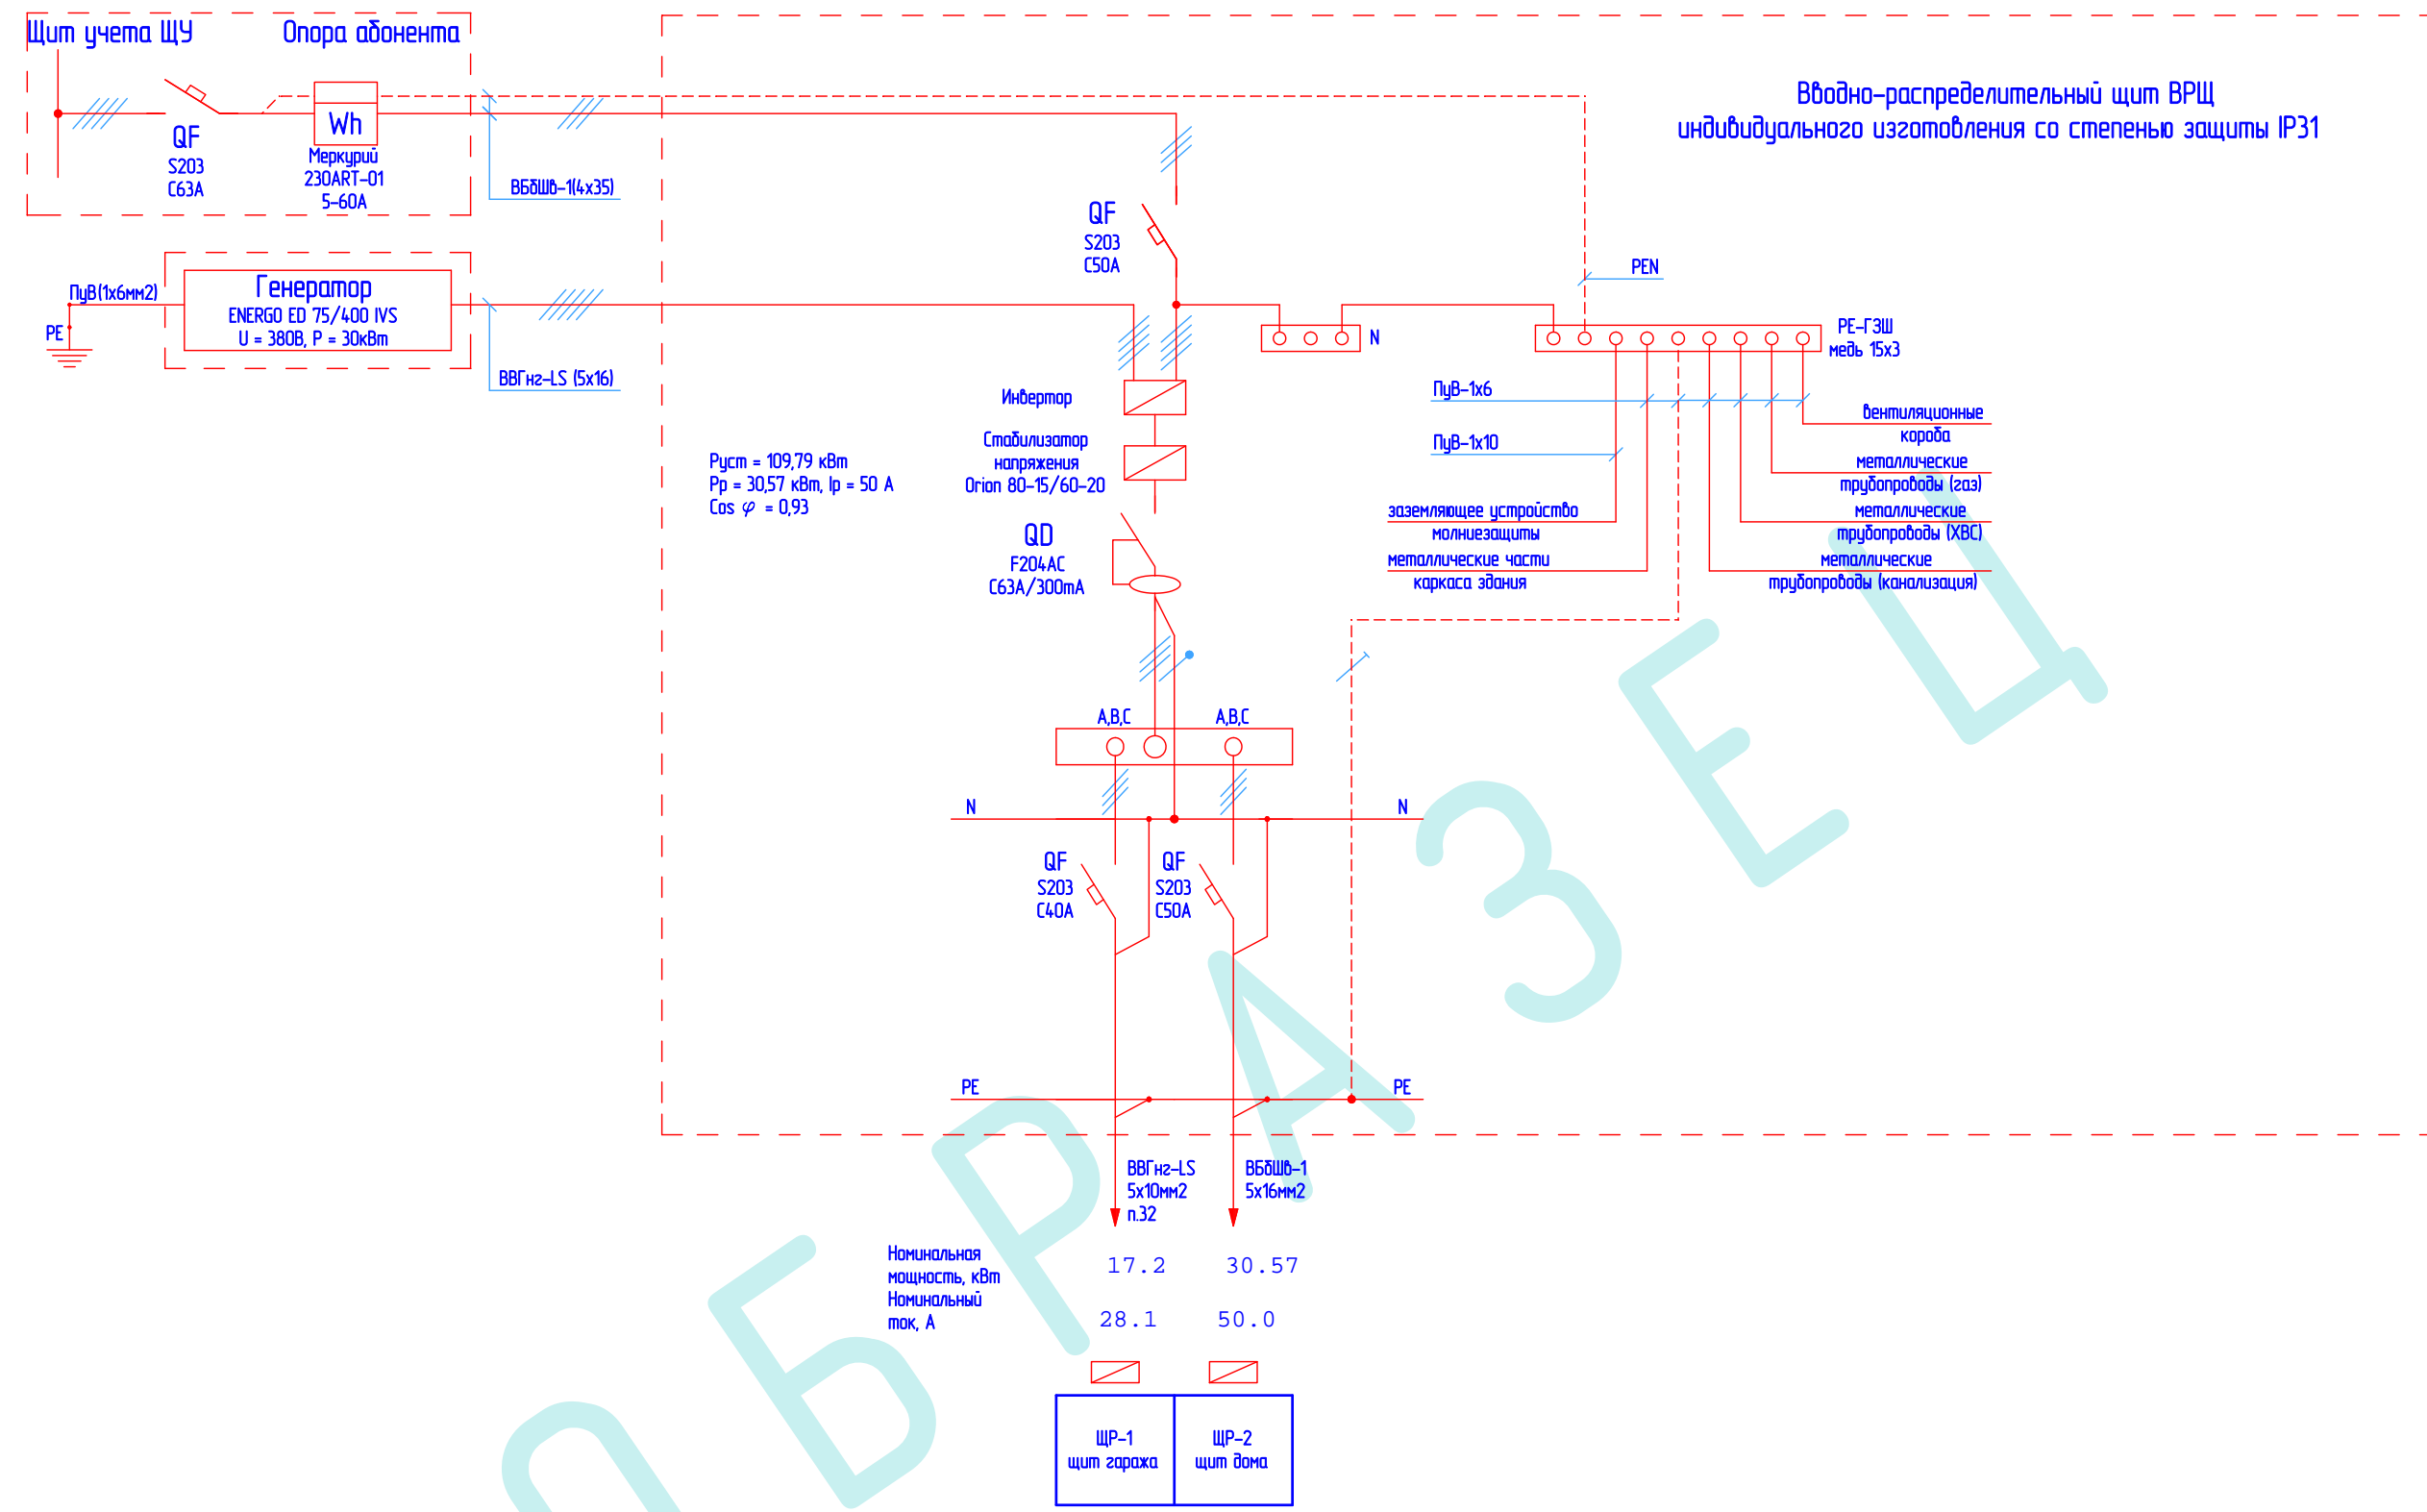 Щит учета ЩУ
Опора абонента
QF
S203
C63A
Wh
Меркурий
230ART-01
5-60А
ВБбШв-1(4х35)
Вводно-распределительный щит ВРЩ
индивидуального изготовления со степенью защиты IP31
QF
S203
C50A
PEN
ПуВ(1х6мм2)
PE
Генератор
ENERGO ED 75/400 IVS
U = 380В, P = 30кВт
ВВГнг-LS (5х16)
N
РЕ-ГЗШ
медь 15х3
Инвертор
Стабилизатор
напряжения
Orion 80-15/60-20
Руст = 109,79 кВт
Рр = 30,57 кВт, Iр = 50 А
Cos φ = 0,93
QD
F204AC
C63A/300mA
ПуВ-1х6
ПуВ-1х10
вентиляционные
короба
металлические
трубопроводы (газ)
заземляющее устройство
молниезащиты
металлические
трубопроводы (ХВС)
металлические части
каркаса здания
металлические
трубопроводы (канализация)
A,B,C
A,B,C
N
N
QF
S203
C40A
QF
S203
C50A
PE
PE
ВВГнг-LS
5х10мм2
п.32
ВБбШв-1
5х16мм2
Номинальная
мощность, кВт
17.2
30.57
Номинальный
ток, А
28.1
50.0
ЩР-1
щит гаража
ЩР-2
щит дома
ОБРАЗЕЦ